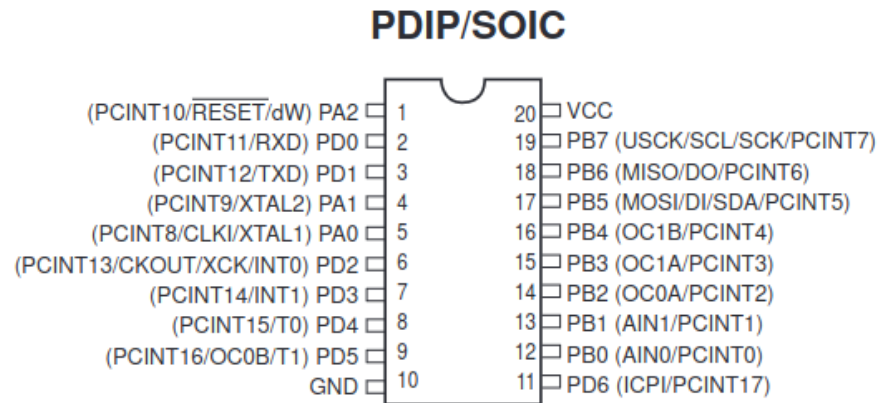 PDIP/SOIC
(PCINT10/RESET/dW) PA2 1 20 VCC
(PCINT11/RXD) PD0 2 19 PB7 (USCK/SCL/SCK/PCINT7)
(PCINT12/TXD) PD1 3 18 PB6 (MISO/DO/PCINT6)
(PCINT9/XTAL2) PA1 4 17 PB5 (MOSI/DI/SDA/PCINT5)
(PCINT8/CLKI/XTAL1) PA0 5 16 PB4 (OC1B/PCINT4)
(PCINT13/CKOUT/XCK/INT0) PD2 6 15 PB3 (OC1A/PCINT3)
(PCINT14/INT1) PD3 7 14 PB2 (OC0A/PCINT2)
(PCINT15/T0) PD4 8 13 PB1 (AIN1/PCINT1)
(PCINT16/OC0B/T1) PD5 9 12 PB0 (AIN0/PCINT0)
GND 10 11 PD6 (ICPI/PCINT17)